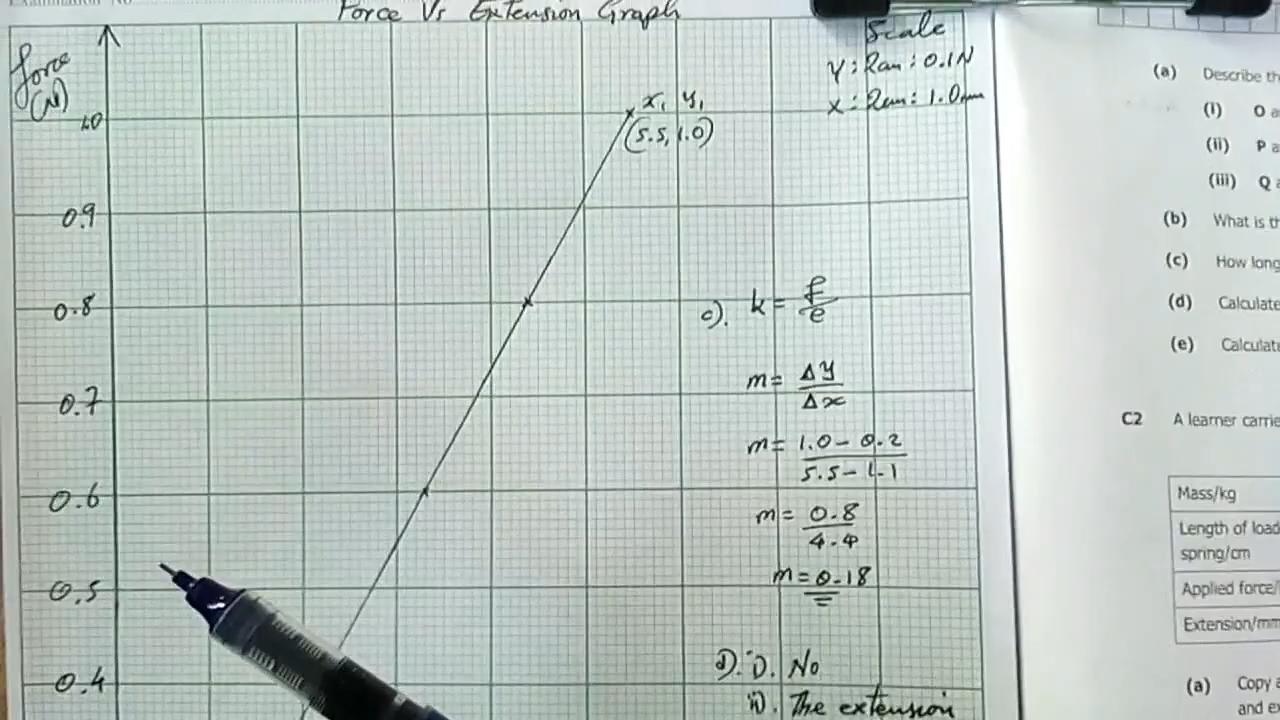 Force Vs Extension Graph
Force
(N)
Scale
Y: 2cm: 0.1N
X: 2cm: 1.0mm
x, y,
(5.5, 1.0)
1.0
0.9
0.8
0.7
0.6
0.5
0.4
c). k = f/e
m = Δy/Δx
m = 1.0 - 0.2/5.5 - 1.1
m = 0.8/4.4
m = 0.18
D. i). No
ii). The extension
(a) Describe th
(i) O a
(ii) P a
(iii) Q a
(b) What is th
(c) How long
(d) Calculate
(e) Calculate
C2 A learner carrie
Mass/kg
Length of load
spring/cm
Applied force/
Extension/mm
(a) Copy a
and ex